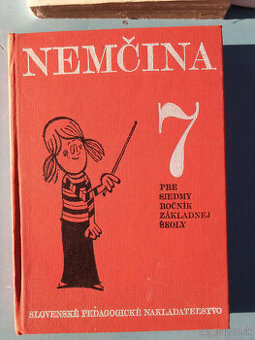 NEMČINA
7
PRE
SIEDMY
ROČNÍK
ZÁKLADNEJ
ŠKOLY
SLOVENSKÉ PEDAGOGICKÉ NAKLADATEĽSTVO